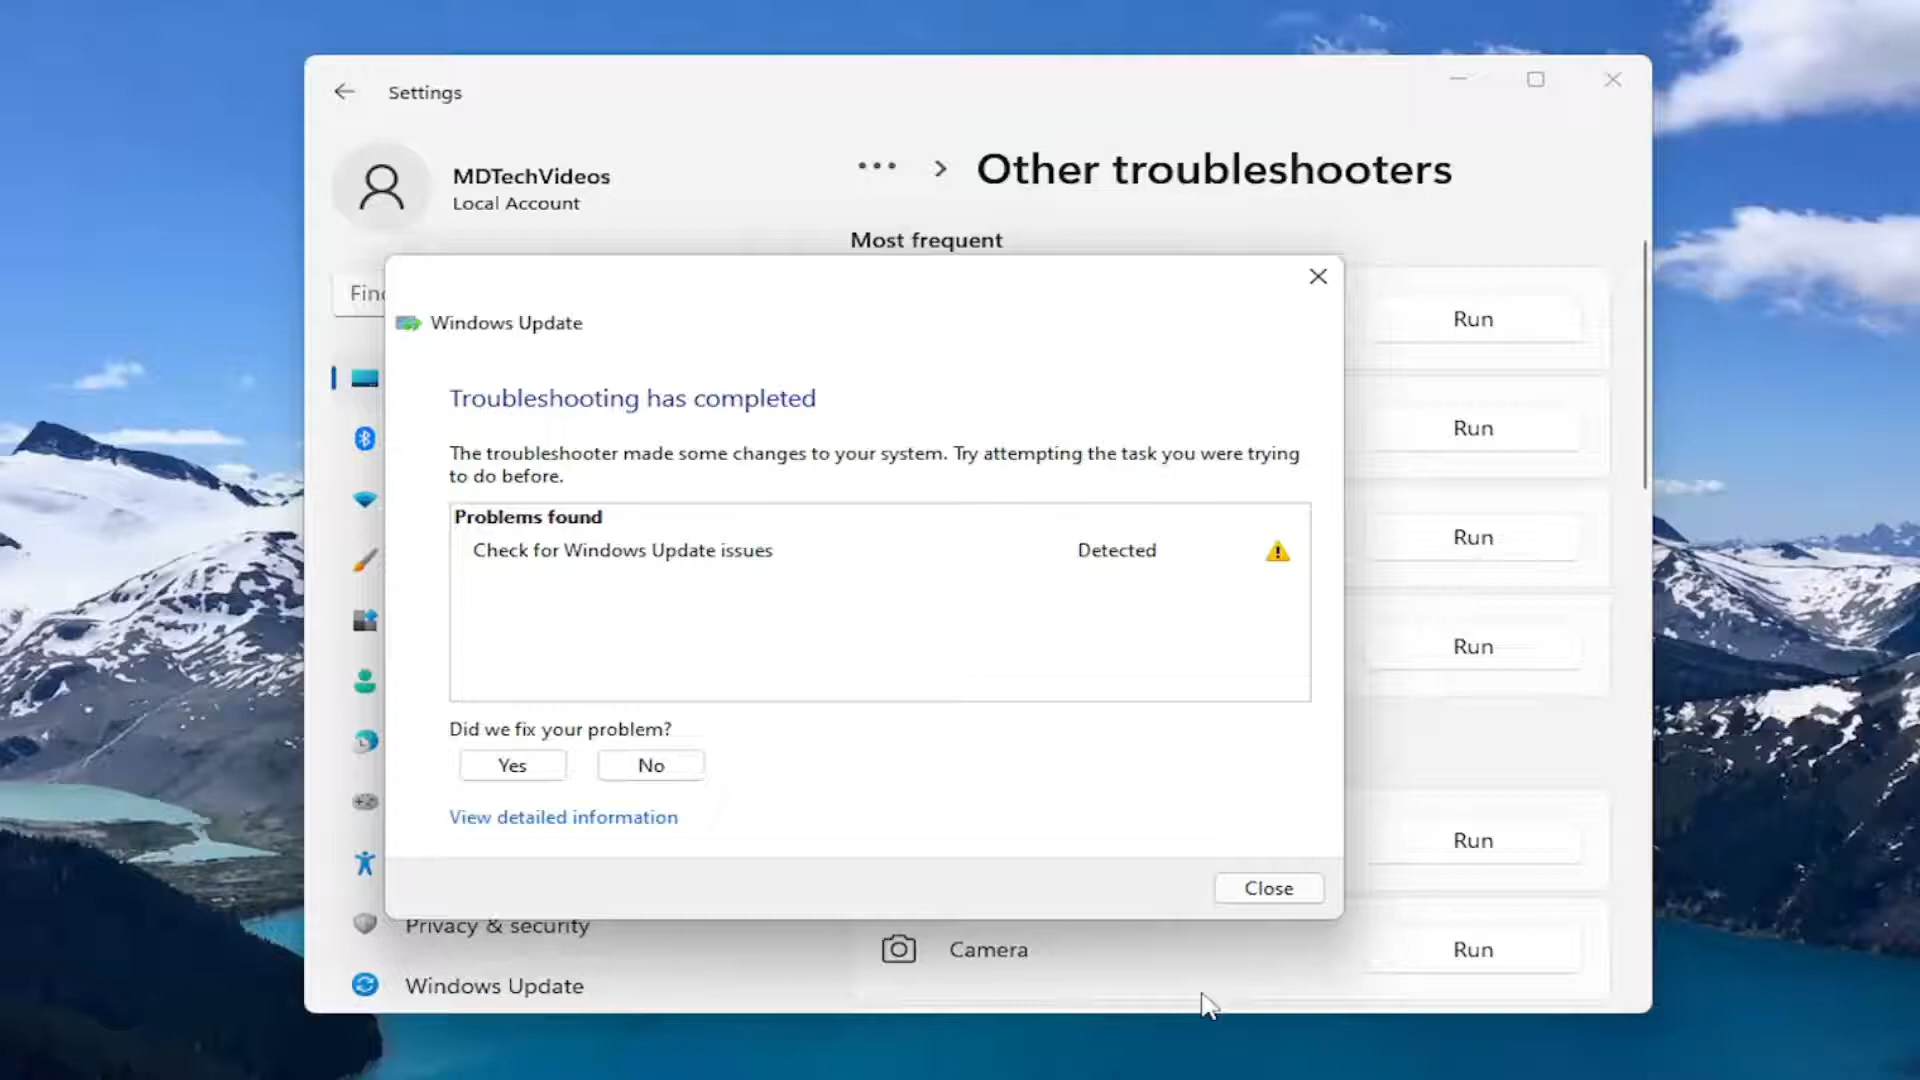 Settings
MDTechVideos
Local Account
Other troubleshooters
Most frequent
Find
Windows Update
Troubleshooting has completed
The troubleshooter made some changes to your system. Try attempting the task you were trying
to do before.
Problems found
Check for Windows Update issues Detected
Did we fix your problem?
Yes No
View detailed information
Close
Run
Run
Run
Run
Run
Privacy & security
Camera Run
Windows Update